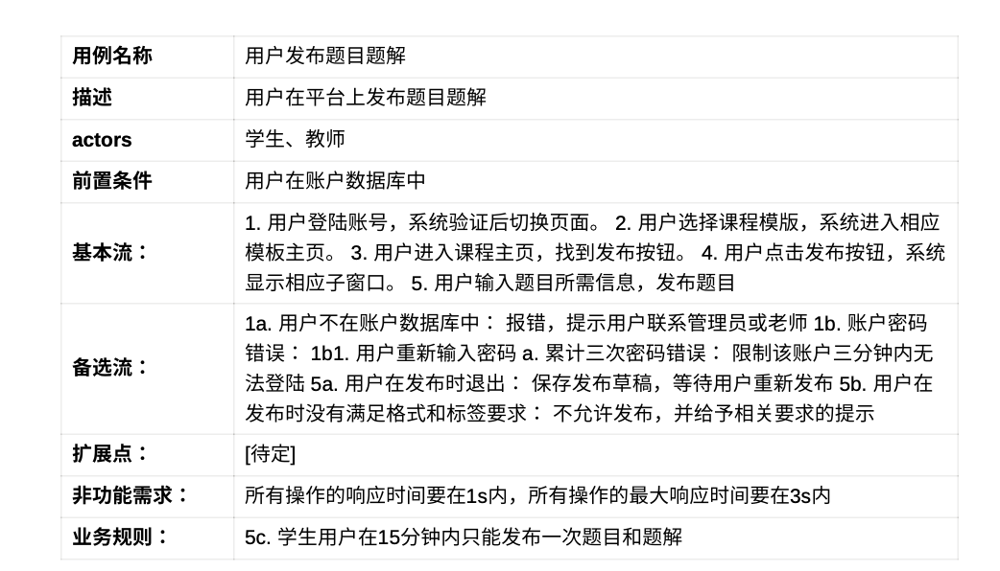 用例名称
用户发布题目题解
描述
用户在平台上发布题目题解
actors
学生、教师
前置条件
用户在账户数据库中
基本流：
1. 用户登陆账号，系统验证后切换页面。 2. 用户选择课程模版，系统进入相应
模板主页。 3. 用户进入课程主页，找到发布按钮。 4. 用户点击发布按钮，系统
显示相应子窗口。 5. 用户输入题目所需信息，发布题目
备选流：
1a. 用户不在账户数据库中： 报错，提示用户联系管理员或老师 1b. 账户密码
错误： 1b1. 用户重新输入密码 a. 累计三次密码错误： 限制该账户三分钟内无
法登陆 5a. 用户在发布时退出： 保存发布草稿，等待用户重新发布 5b. 用户在
发布时没有满足格式和标签要求： 不允许发布，并给予相关要求的提示
扩展点：
[待定]
非功能需求：
所有操作的响应时间要在1s内，所有操作的最大响应时间要在3s内
业务规则：
5c. 学生用户在15分钟内只能发布一次题目和题解